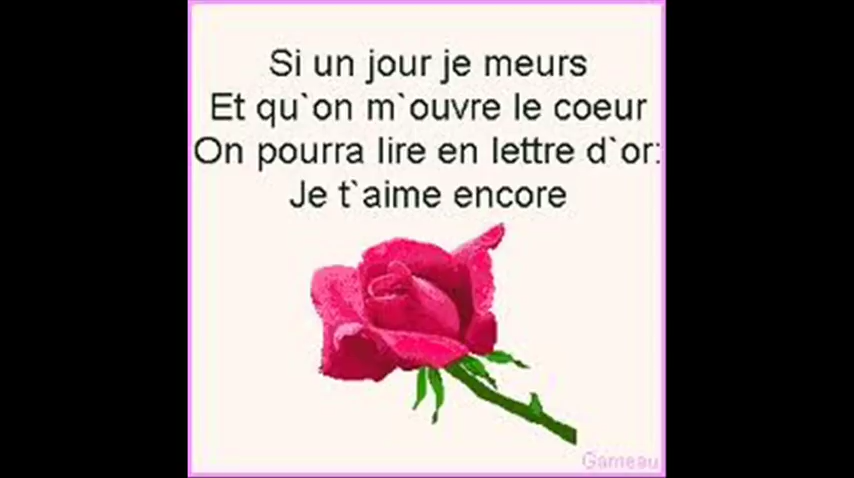 Si un jour je meurs
Et qu`on m`ouvre le coeur
On pourra lire en lettre d`or:
Je t`aime encore
Gameau